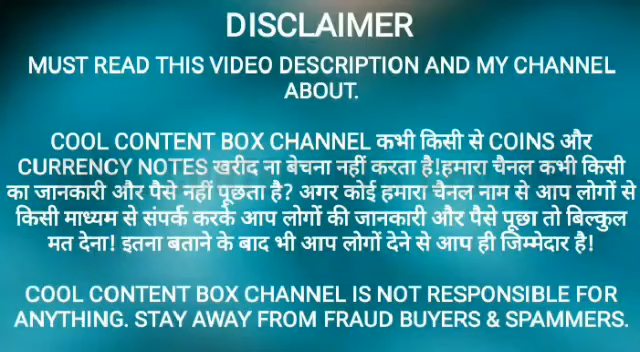 DISCLAIMER
MUST READ THIS VIDEO DESCRIPTION AND MY CHANNEL
ABOUT.
COOL CONTENT BOX CHANNEL कभी किसी से COINS और
CURRENCY NOTES खरीद ना बेचना नहीं करता है!हमारा चैनल कभी किसी
का जानकारी और पैसे नहीं पूछता है? अगर कोई हमारा चैनल नाम से आप लोगों से
किसी माध्यम से संपर्क करके आप लोगों की जानकारी और पैसे पूछा तो बिल्कुल
मत देना! इतना बताने के बाद भी आप लोगों देने से आप ही जिम्मेदार है!
COOL CONTENT BOX CHANNEL IS NOT RESPONSIBLE FOR
ANYTHING. STAY AWAY FROM FRAUD BUYERS & SPAMMERS.